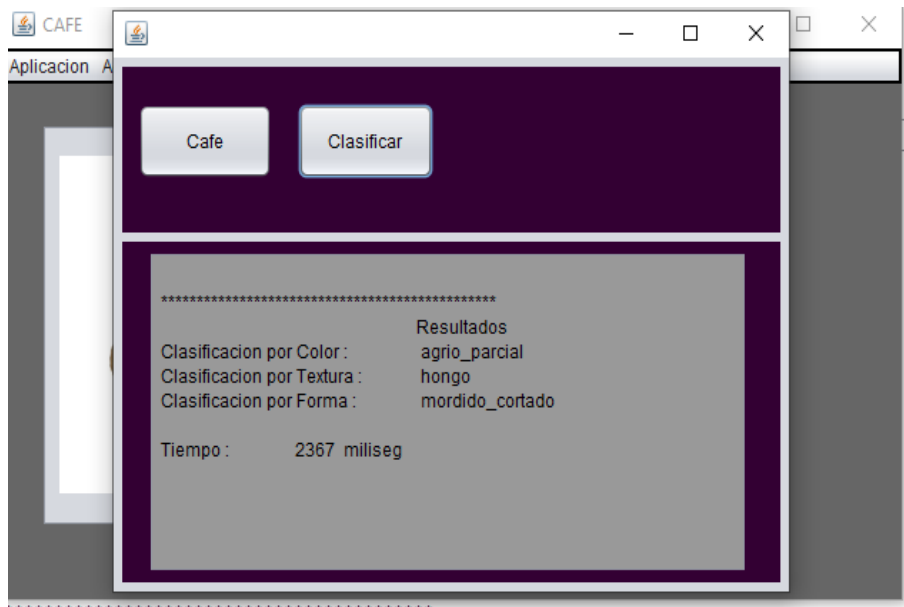 CAFE
Aplicacion A
Cafe
Clasificar
************************************************
Resultados
Clasificacion por Color : agrio_parcial
Clasificacion por Textura : hongo
Clasificacion por Forma : mordido_cortado
Tiempo : 2367 miliseg